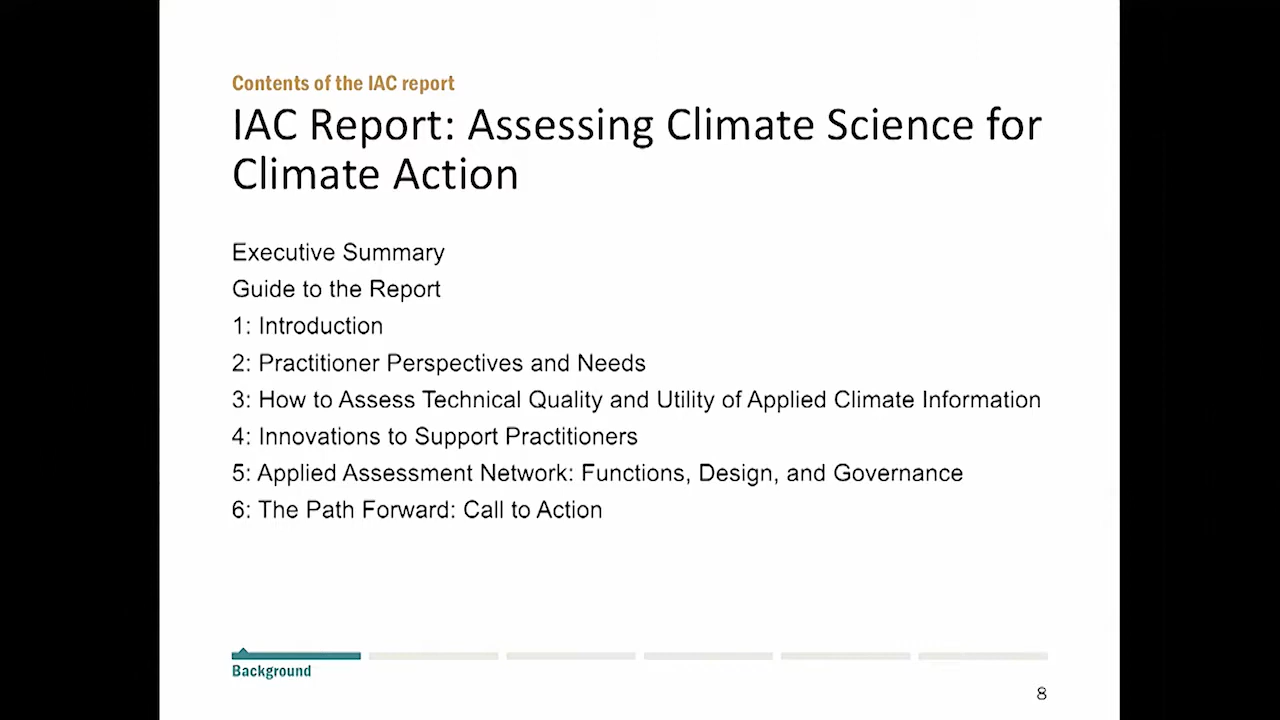 Contents of the IAC report
IAC Report: Assessing Climate Science for
Climate Action
Executive Summary
Guide to the Report
1: Introduction
2: Practitioner Perspectives and Needs
3: How to Assess Technical Quality and Utility of Applied Climate Information
4: Innovations to Support Practitioners
5: Applied Assessment Network: Functions, Design, and Governance
6: The Path Forward: Call to Action
Background
8